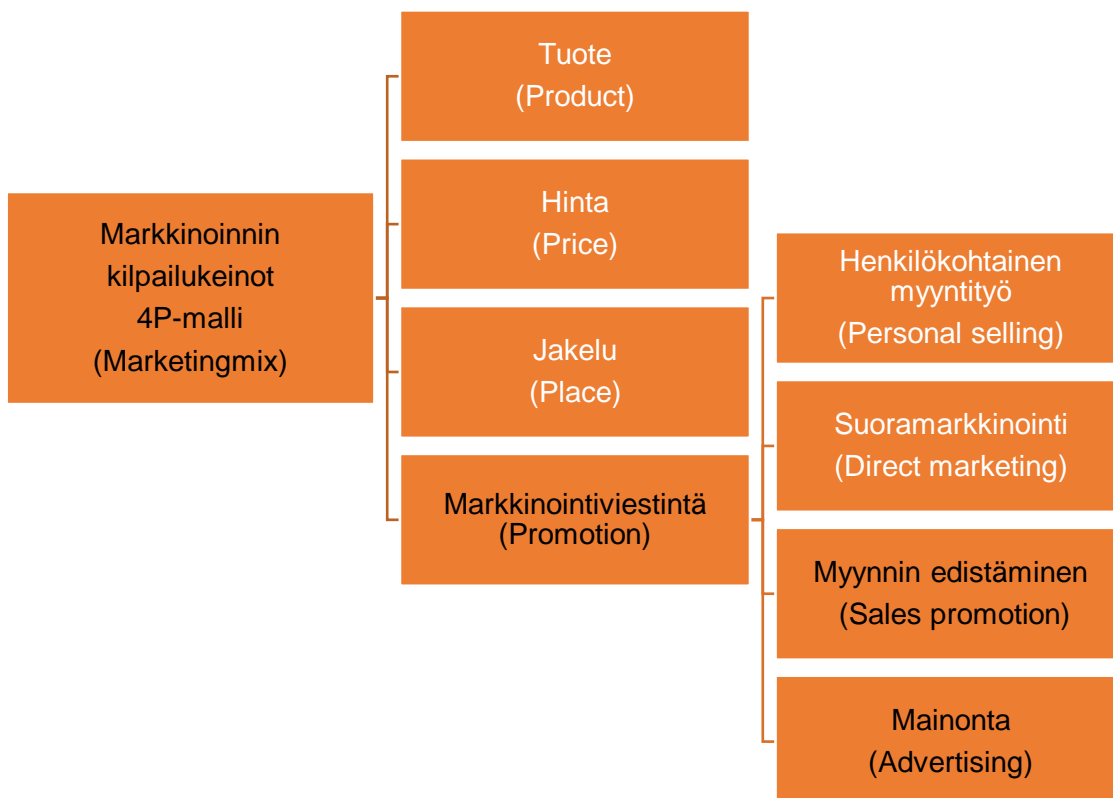 Markkinoinnin
kilpailukeinot
4P-malli
(Marketingmix)
Tuote
(Product)
Hinta
(Price)
Jakelu
(Place)
Markkinointiviestintä
(Promotion)
Henkilökohtainen
myyntityö
(Personal selling)
Suoramarkkinointi
(Direct marketing)
Myynnin edistäminen
(Sales promotion)
Mainonta
(Advertising)